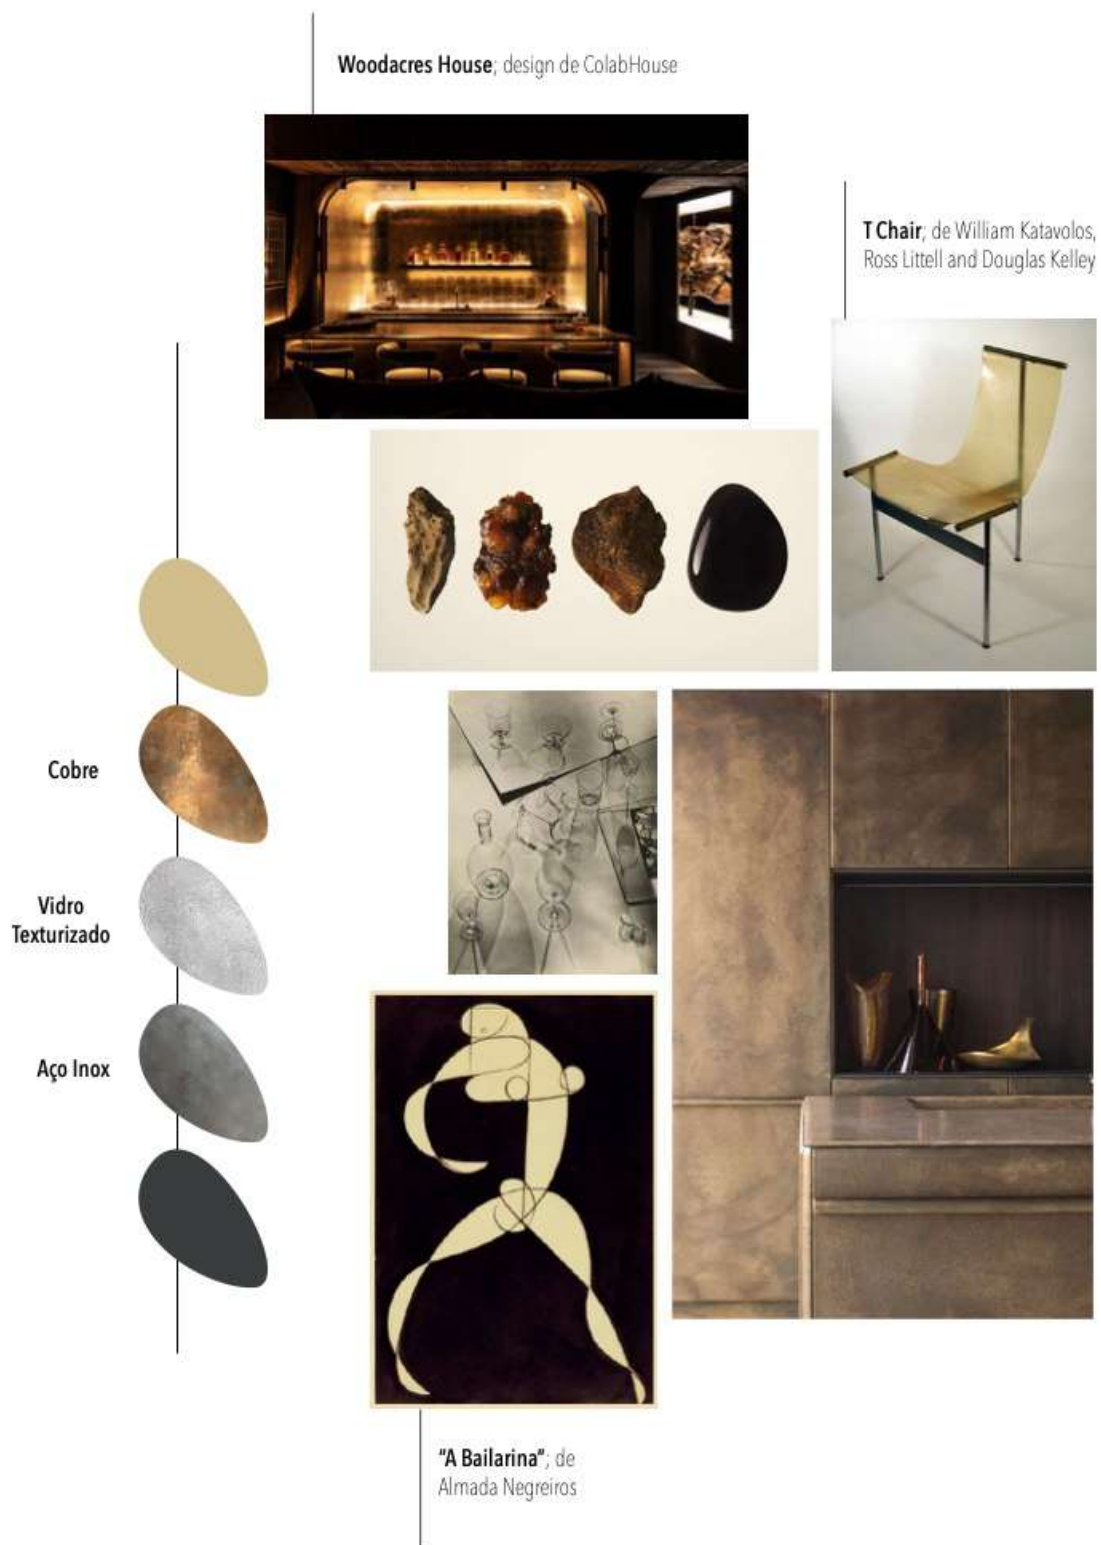 Woodacres House; design de ColabHouse
T Chair; de William Katavolos,
Ross Littell and Douglas Kelley
Cobre
Vidro
Texturizado
Aço Inox
"A Bailarina"; de
Almada Negreiros